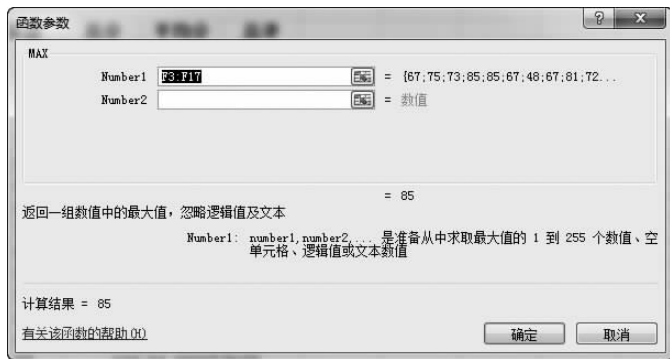 函数参数
MAX
Number1 F3:F17 = {67;75;73;85;85;67;48;67;81;72...
Number2 = 数值
= 85
返回一组数值中的最大值，忽略逻辑值及文本
Number1: number1,number2,... 是准备从中求取最大值的 1 到 255 个数值、空
单元格、逻辑值或文本数值
计算结果 = 85
有关该函数的帮助(H)
确定 取消